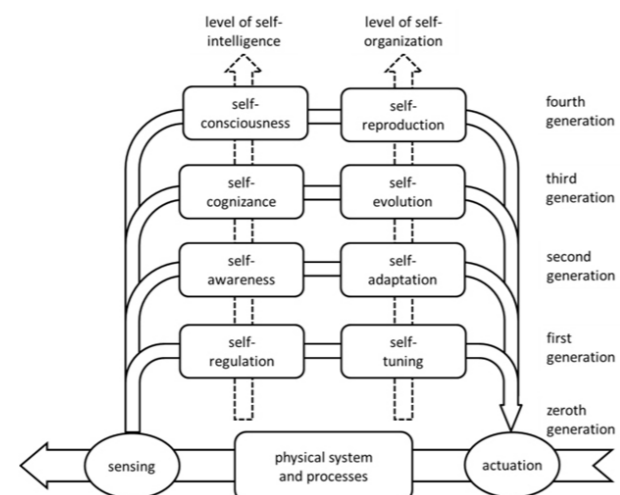 level of self-
intelligence
level of self-
organization
self-
consciousness
self-
reproduction
fourth
generation
self-
cognizance
self-
evolution
third
generation
self-
awareness
self-
adaptation
second
generation
self-
regulation
self-
tuning
first
generation
zeroth
generation
sensing
physical system
and processes
actuation